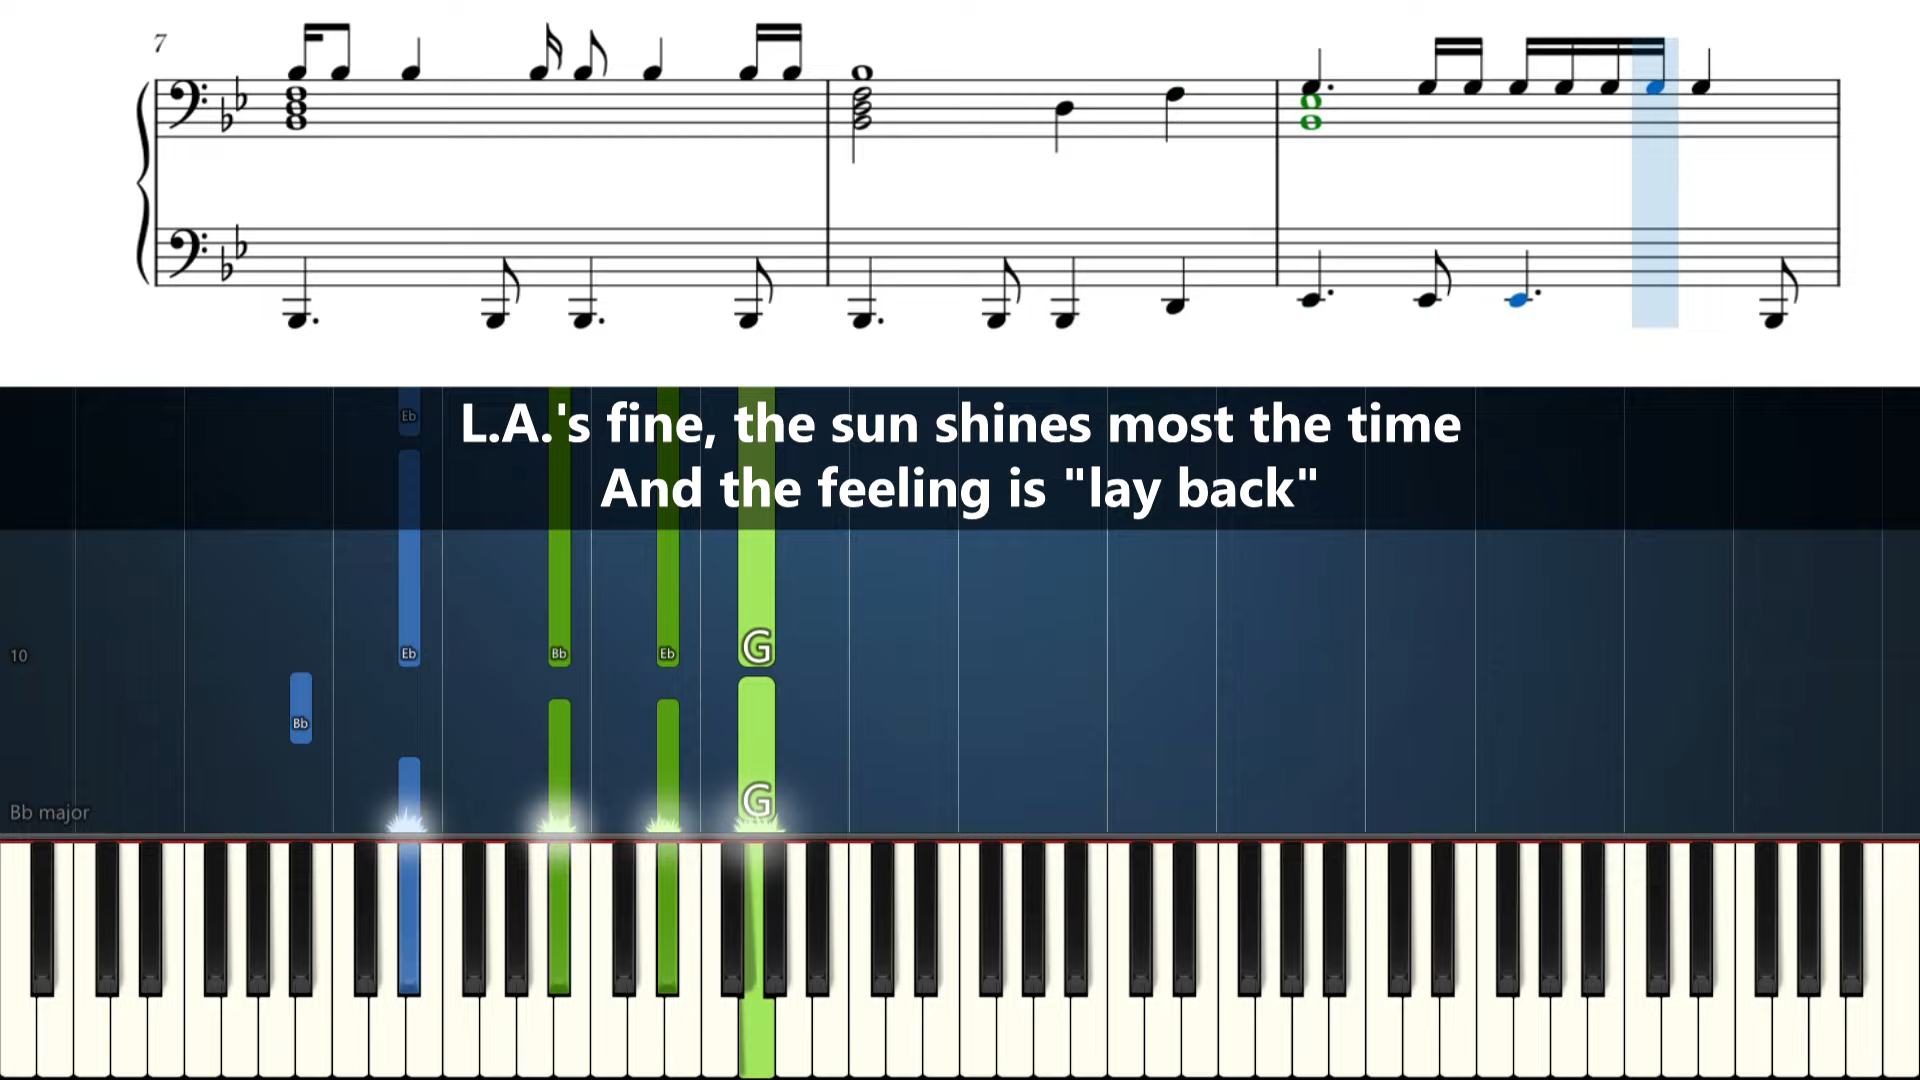 7
L.A.'s fine, the sun shines most the time
And the feeling is "lay back"
Eb
Eb
Bb
Eb
G
10
Bb
G
Bb major